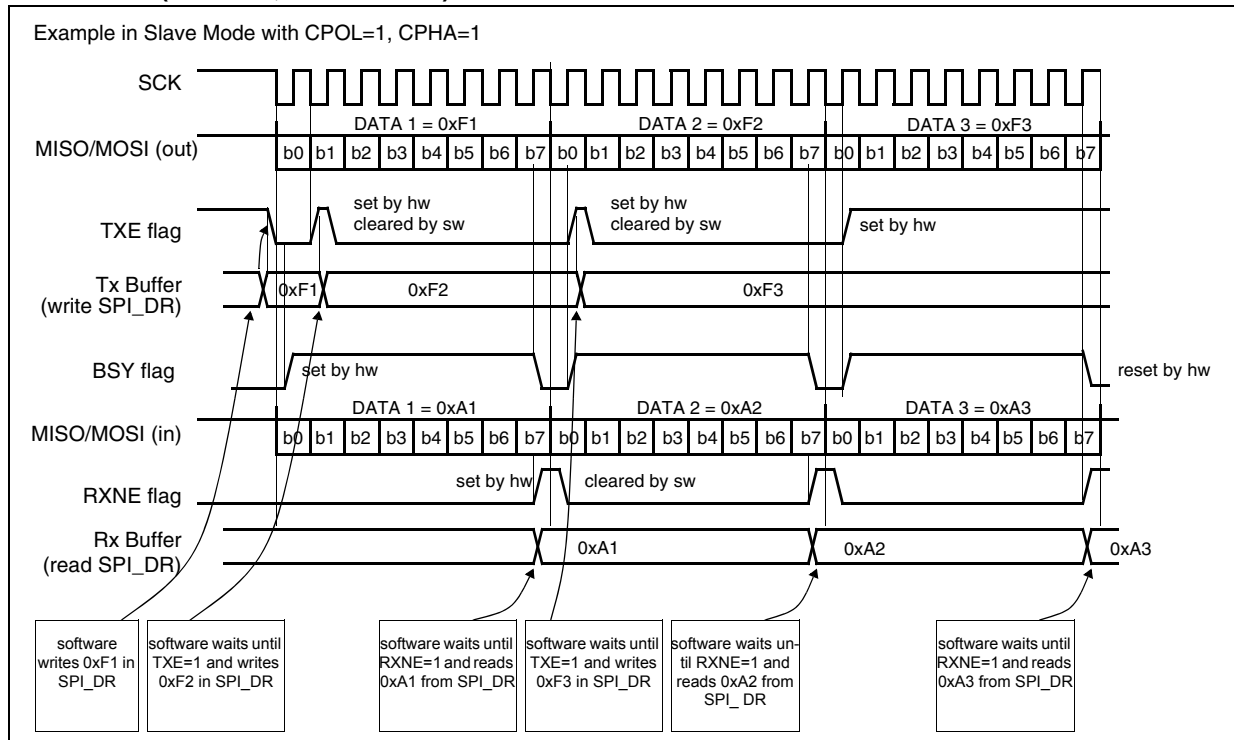 Example in Slave Mode with CPOL=1, CPHA=1
SCK
DATA 1 = 0xF1 DATA 2 = 0xF2 DATA 3 = 0xF3
MISO/MOSI (out)
b0 b1 b2 b3 b4 b5 b6 b7 b0 b1 b2 b3 b4 b5 b6 b7 b0 b1 b2 b3 b4 b5 b6 b7
TXE flag
set by hw
cleared by sw
set by hw
cleared by sw
set by hw
Tx Buffer
(write SPI_DR)
0xF1 0xF2 0xF3
BSY flag
set by hw
reset by hw
DATA 1 = 0xA1 DATA 2 = 0xA2 DATA 3 = 0xA3
MISO/MOSI (in)
b0 b1 b2 b3 b4 b5 b6 b7 b0 b1 b2 b3 b4 b5 b6 b7 b0 b1 b2 b3 b4 b5 b6 b7
RXNE flag
set by hw cleared by sw
Rx Buffer
(read SPI_DR)
0xA1 0xA2 0xA3
software
writes 0xF1 in
SPI_DR
software waits until
TXE=1 and writes
0xF2 in SPI_DR
software waits until
RXNE=1 and reads
0xA1 from SPI_DR
software waits until
TXE=1 and writes
0xF3 in SPI_DR
software waits un-
til RXNE=1 and
reads 0xA2 from
SPI_ DR
software waits until
RXNE=1 and reads
0xA3 from SPI_DR